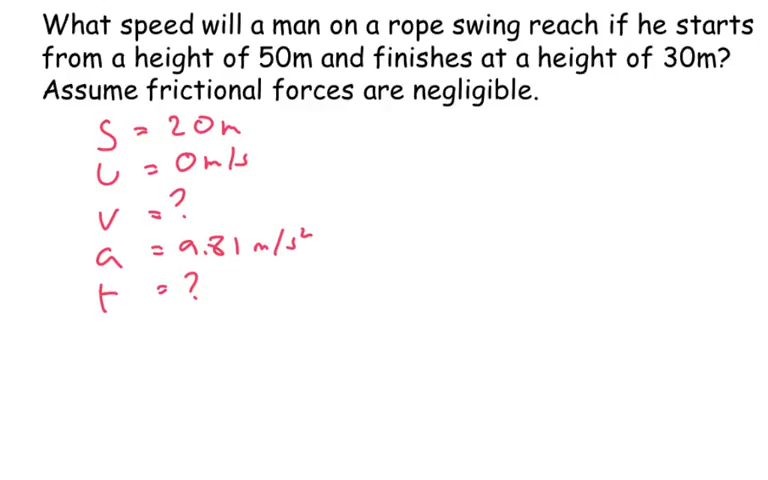 What speed will a man on a rope swing reach if he starts
from a height of 50m and finishes at a height of 30m?
Assume frictional forces are negligible.
S = 20m
U = 0m/s
V = ?
a = 9.81 m/s²
t = ?